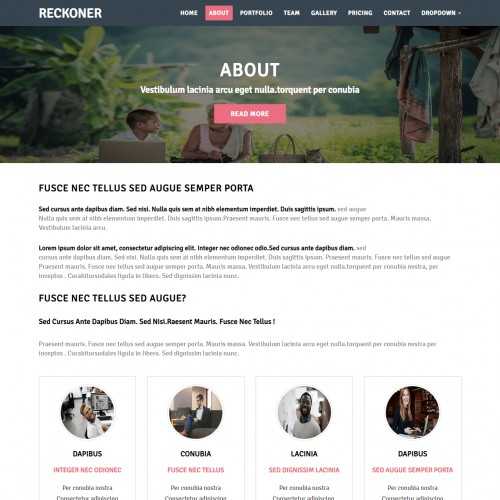 RECKONER
HOME ABOUT PORTFOLIO TEAM GALLERY PRICING CONTACT DROPDOWN
ABOUT
Vestibulum lacinia arcu eget nulla.torquent per conubia
READ MORE
FUSCE NEC TELLUS SED AUGUE SEMPER PORTA
Sed cursus ante dapibus diam. Sed nisi. Nulla quis sem at nibh elementum imperdiet. Duis sagittis ipsum. sed augue
Nulla quis sem at nibh elementum imperdiet. Duis sagittis ipsum.Praesent mauris. Fusce nec tellus sed augue semper porta. Mauris massa.
Vestibulum lacinia arcu.
Lorem ipsum dolor sit amet, consectetur adipiscing elit. Integer nec odionec odio.Sed cursus ante dapibus diam. sed
cursus ante dapibus diam. Sed nisi. Nulla quis sem at nibh elementum imperdiet. Duis sagittis ipsum. Praesent mauris. Fusce nec tellus sed augue
Praesent mauris. Fusce nec tellus sed augue semper porta. Mauris massa. Vestibulum lacinia arcu eget nulla.torquent per conubia nostra, per
inceptos . Curabitursodales ligula in libero. Sed dignissim lacinia nunc.
FUSCE NEC TELLUS SED AUGUE?
Sed Cursus Ante Dapibus Diam. Sed Nisi.Raesent Mauris. Fusce Nec Tellus !
Praesent mauris. Fusce nec tellus sed augue semper porta. Mauris massa. Vestibulum lacinia arcu eget nulla.torquent per conubia nostra per
inceptos . Curabitursodales ligula in libero. Sed dignissim lacinia nunc.
DAPIBUS
INTEGER NEC ODIONEC
Per conubia nostra
Consectetur adipiscing
CONUBIA
FUSCE NEC TELLUS
Per conubia nostra
Consectetur adipiscing
LACINIA
SED DIGNISSIM LACINIA
Per conubia nostra
Consectetur adipiscing
DAPIBUS
SED AUGUE SEMPER PORTA
Per conubia nostra
Consectetur adipiscing